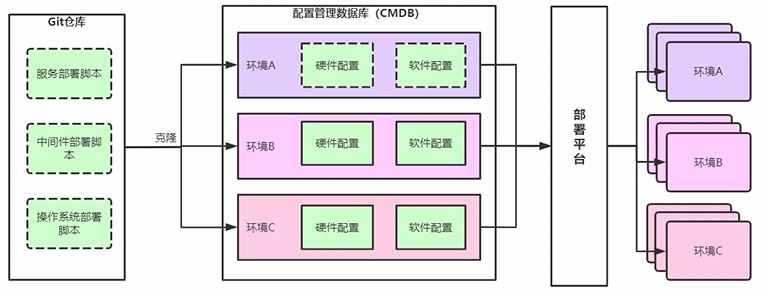 Git仓库
服务部署脚本
中间件部署脚
本
操作系统部署
脚本
克隆
配置管理数据库（CMDB）
环境A
硬件配置
软件配置
环境B
硬件配置
软件配置
环境C
硬件配置
软件配置
部署平台
环境A
环境B
环境C